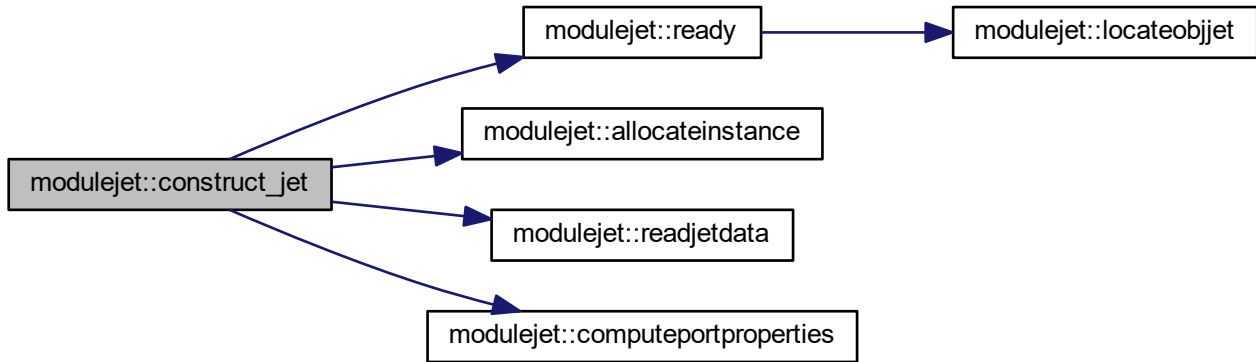 modulejet::ready
modulejet::locateobjjet
modulejet::allocateinstance
modulejet::construct_jet
modulejet::readjetdata
modulejet::computeportproperties